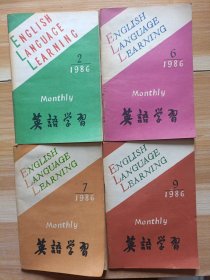 ENGLISH
LANGUAGE
LEARNING
2
1986
Monthly
英語学習
ENGLISH
LANGUAGE
LEARNING
6
1986
Monthly
英語学習
ENGLISH
LANGUAGE
LEARNING
7
1986
Monthly
英語学習
ENGLISH
LANGUAGE
LEARNING
9
1986
Monthly
英語学習